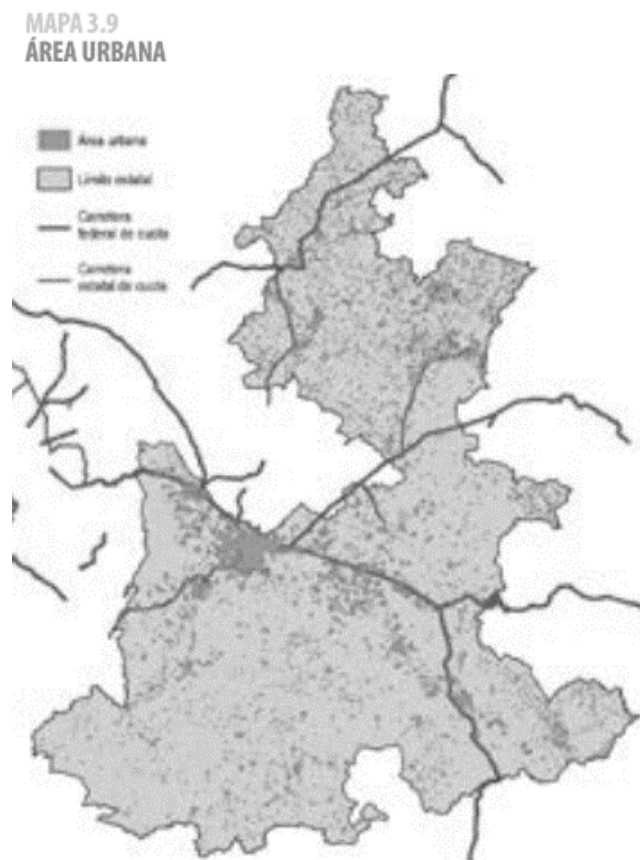 MAPA 3.9
ÁREA URBANA
Área urbana
Límite estatal
Carretera
federal de cuota
Carretera
estatal de cuota